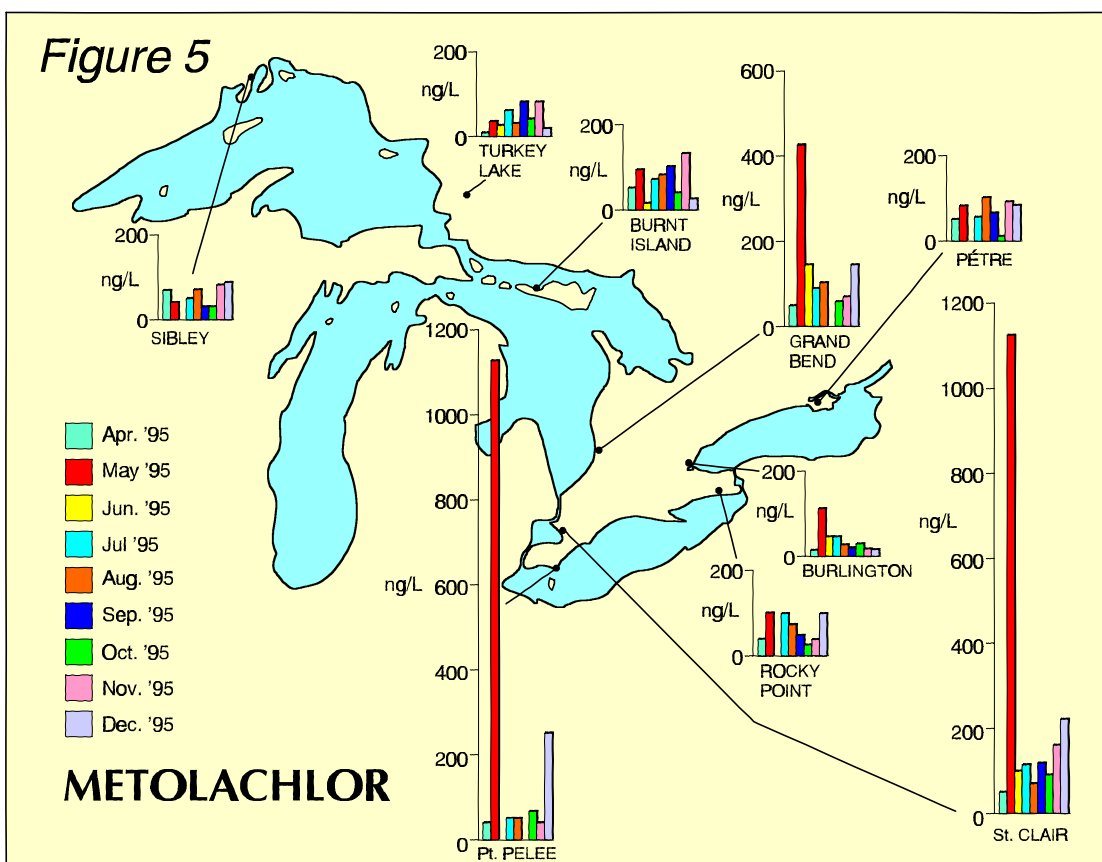 Figure 5
200
ng/L
0
TURKEY
LAKE
200
ng/L
0
BURNT
ISLAND
600
400
ng/L
200
0
GRAND
BEND
200
ng/L
0
PÉTRE
200
ng/L
0
SIBLEY
1200
1000
800
ng/L
600
400
200
0
Pt. PELEE
200
ng/L
0
BURLINGTON
200
ng/L
0
ROCKY
POINT
1200
1000
800
ng/L
600
400
200
0
St. CLAIR
Apr. '95
May '95
Jun. '95
Jul '95
Aug. '95
Sep. '95
Oct. '95
Nov. '95
Dec. '95
METOLACHLOR